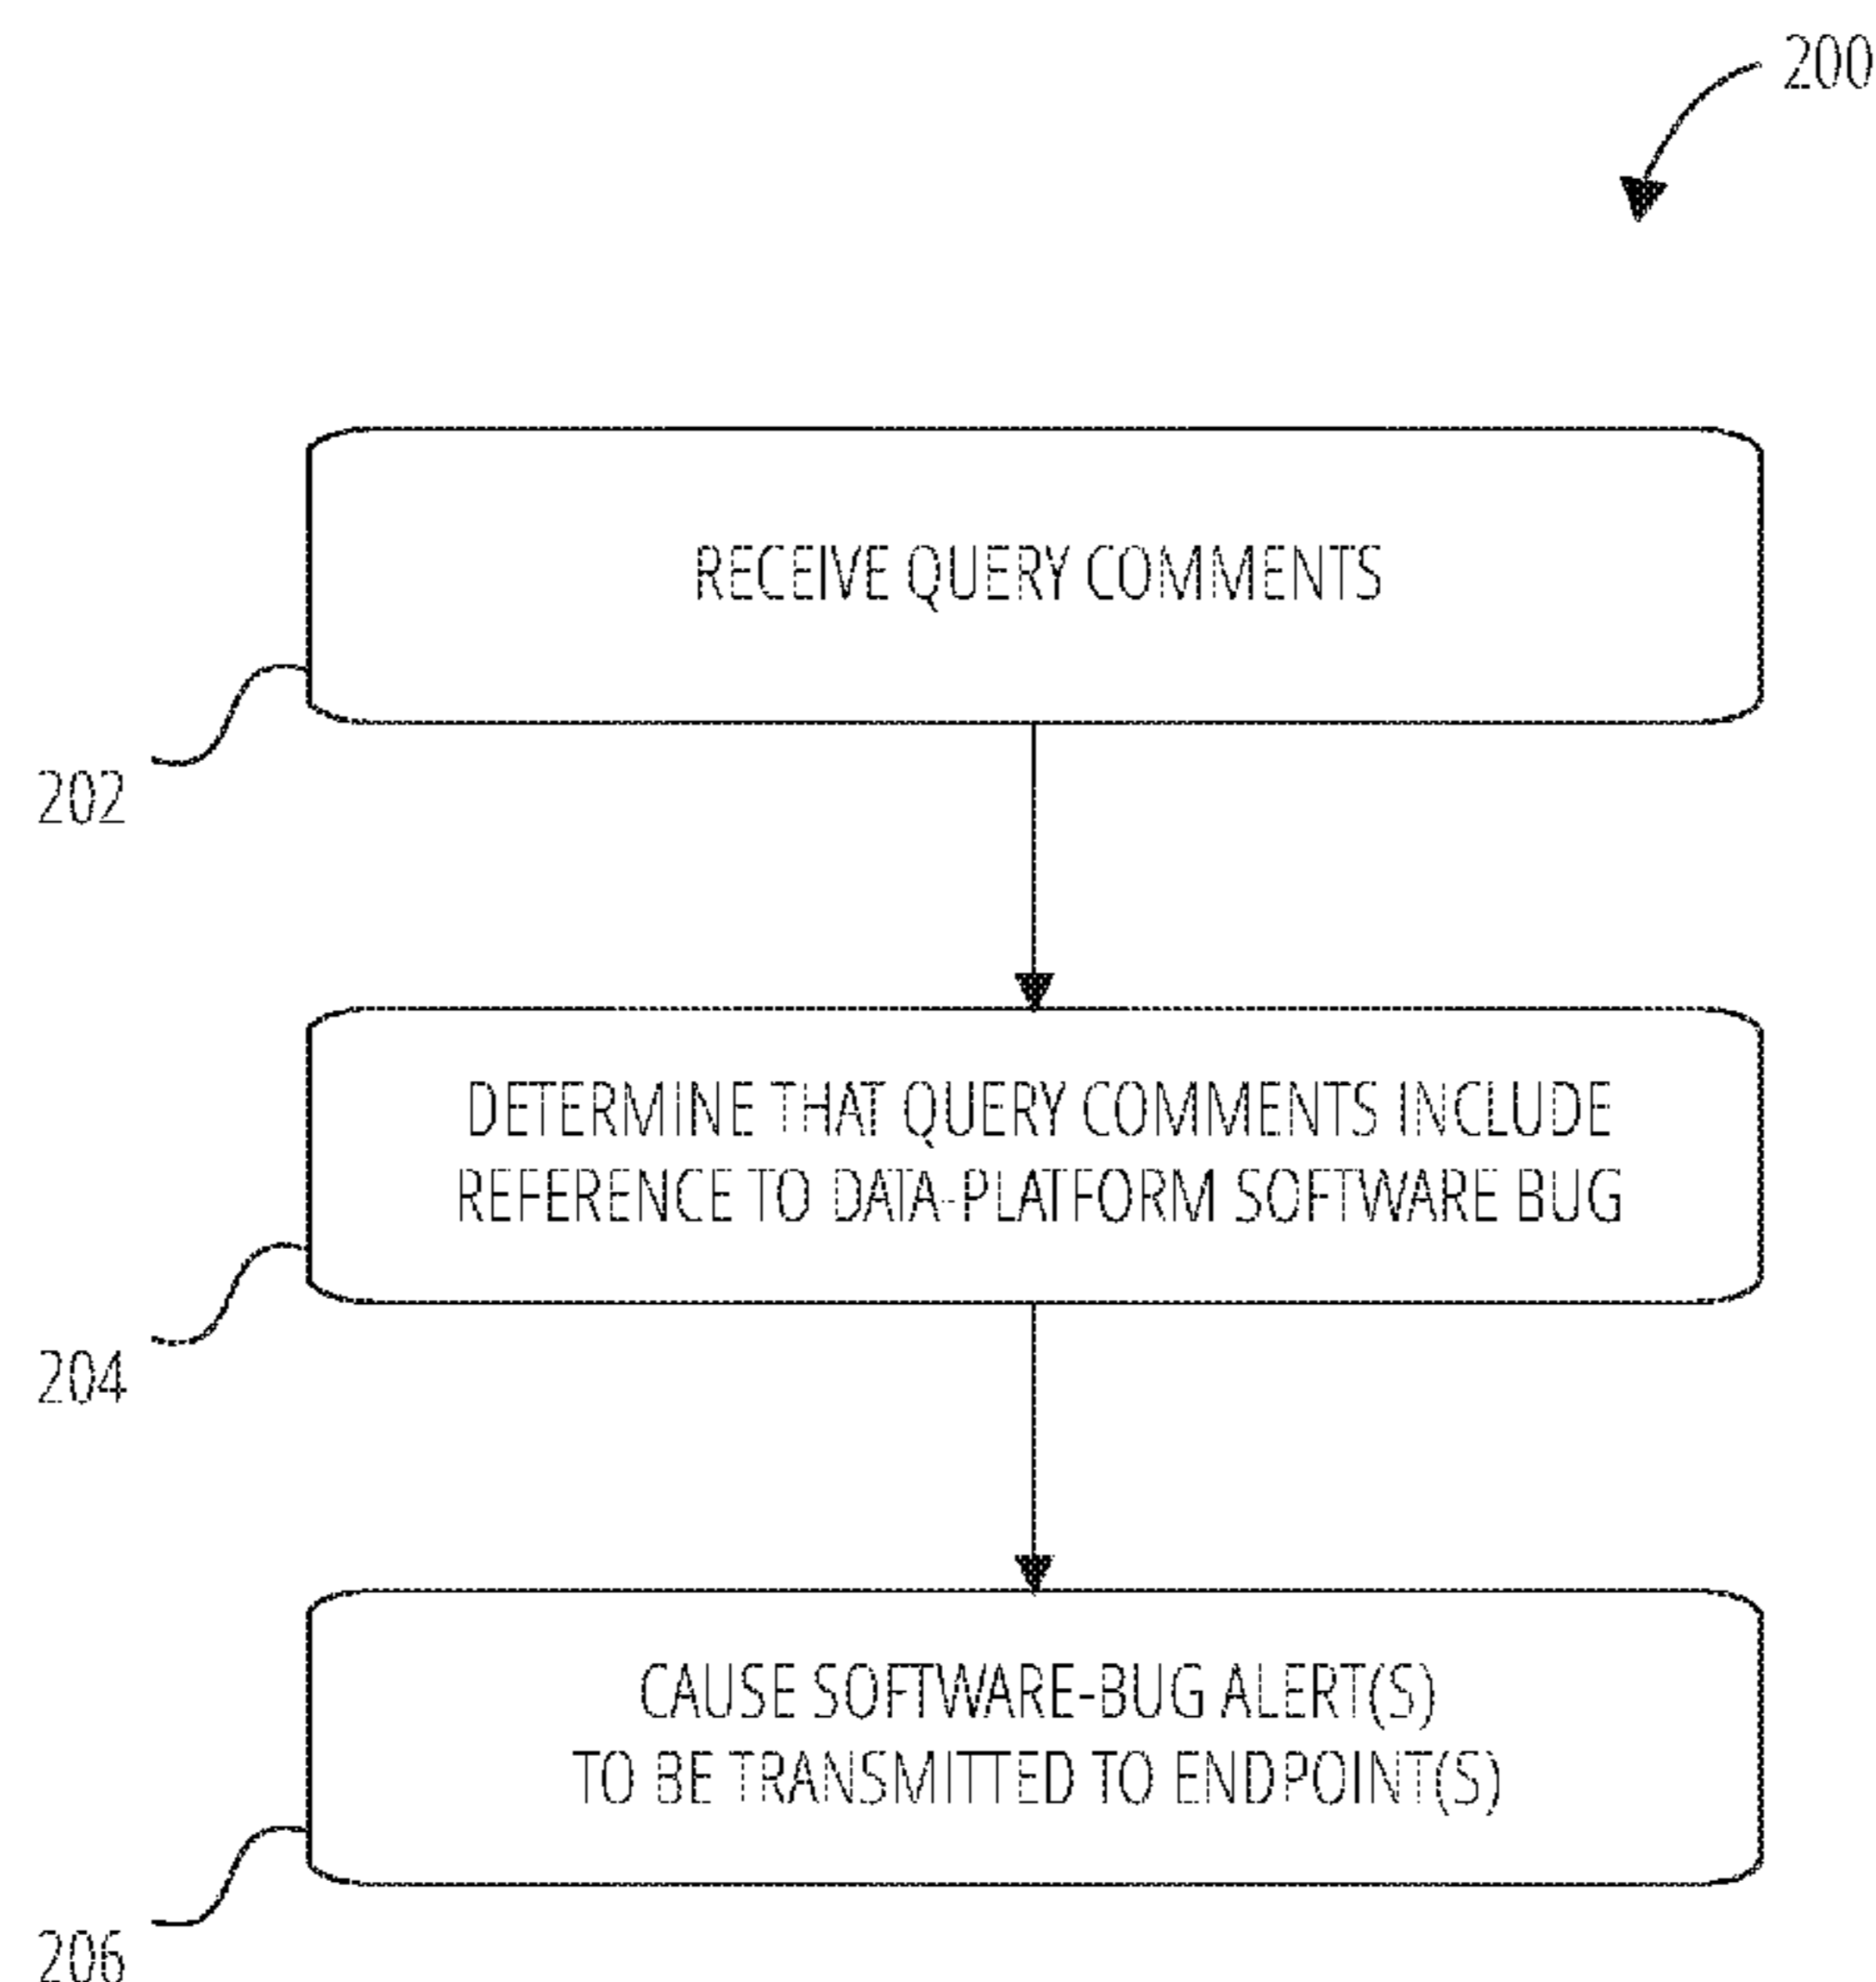 200
RECEIVE QUERY COMMENTS
202
DETERMINE THAT QUERY COMMENTS INCLUDE
REFERENCE TO DATA-PLATFORM SOFTWARE BUG
204
CAUSE SOFTWARE-BUG ALERT(S)
TO BE TRANSMITTED TO ENDPOINT(S)
206